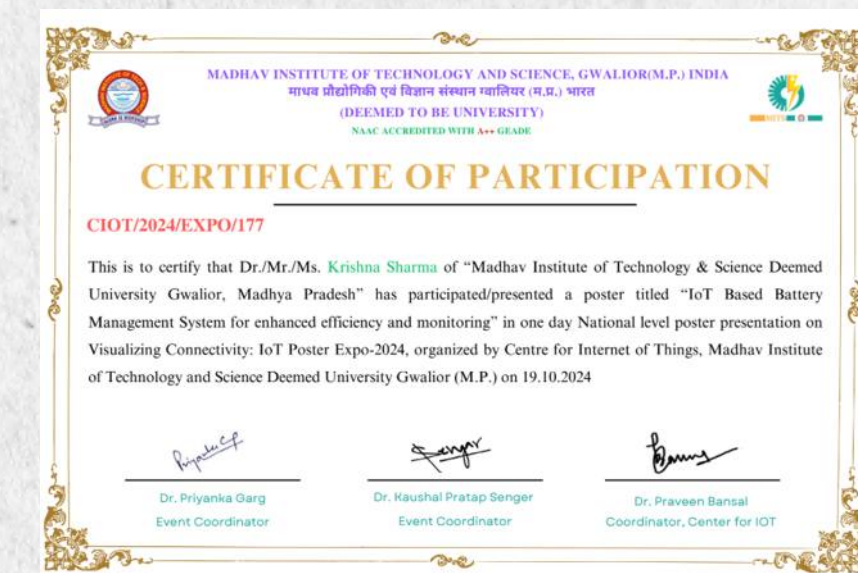 MADHAV INSTITUTE OF TECHNOLOGY AND SCIENCE, GWALIOR(M.P.) INDIA
माधव प्रौद्योगिकी एवं विज्ञान संस्थान ग्वालियर (म.प्र.) भारत
(DEEMED TO BE UNIVERSITY)
NAAC ACCREDITED WITH A++ GEADE
CERTIFICATE OF PARTICIPATION
CIOT/2024/EXPO/177
This is to certify that Dr./Mr./Ms. Krishna Sharma of “Madhav Institute of Technology & Science Deemed
University Gwalior, Madhya Pradesh” has participated/presented a poster titled “IoT Based Battery
Management System for enhanced efficiency and monitoring” in one day National level poster presentation on
Visualizing Connectivity: IoT Poster Expo-2024, organized by Centre for Internet of Things, Madhav Institute
of Technology and Science Deemed University Gwalior (M.P.) on 19.10.2024
Dr. Priyanka Garg
Event Coordinator
Dr. Kaushal Pratap Senger
Event Coordinator
Dr. Praveen Bansal
Coordinator, Center for IOT